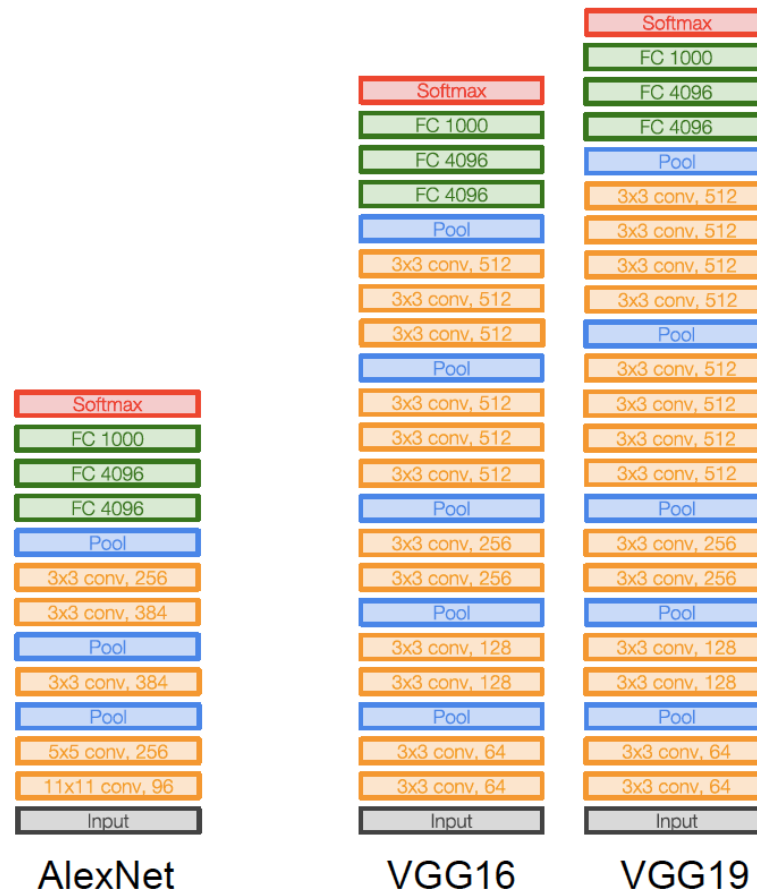 Softmax
FC 1000
FC 4096
FC 4096
Pool
3x3 conv, 256
3x3 conv, 384
Pool
3x3 conv, 384
Pool
5x5 conv, 256
11x11 conv, 96
Input
AlexNet
Softmax
FC 1000
FC 4096
FC 4096
Pool
3x3 conv, 512
3x3 conv, 512
3x3 conv, 512
Pool
3x3 conv, 512
3x3 conv, 512
3x3 conv, 512
Pool
3x3 conv, 256
3x3 conv, 256
Pool
3x3 conv, 128
3x3 conv, 128
Pool
3x3 conv, 64
3x3 conv, 64
Input
VGG16
Softmax
FC 1000
FC 4096
FC 4096
Pool
3x3 conv, 512
3x3 conv, 512
3x3 conv, 512
3x3 conv, 512
Pool
3x3 conv, 512
3x3 conv, 512
3x3 conv, 512
3x3 conv, 512
Pool
3x3 conv, 256
3x3 conv, 256
Pool
3x3 conv, 128
3x3 conv, 128
Pool
3x3 conv, 64
3x3 conv, 64
Input
VGG19